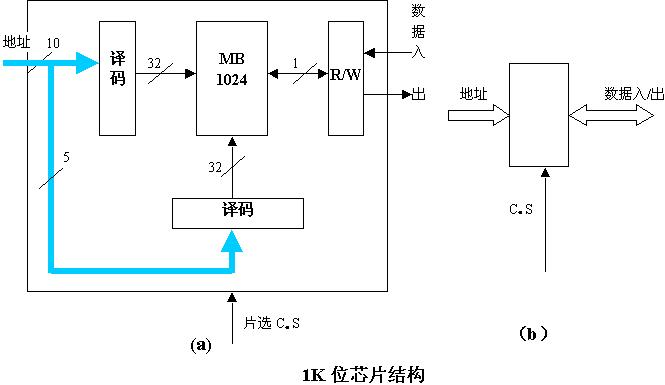 地址 10
译码
32
MB
1024
1
R/W
数据入
出
5
32
译码
片选 C.S
(a)
地址
数据入/出
C.S
(b)
1K 位芯片结构